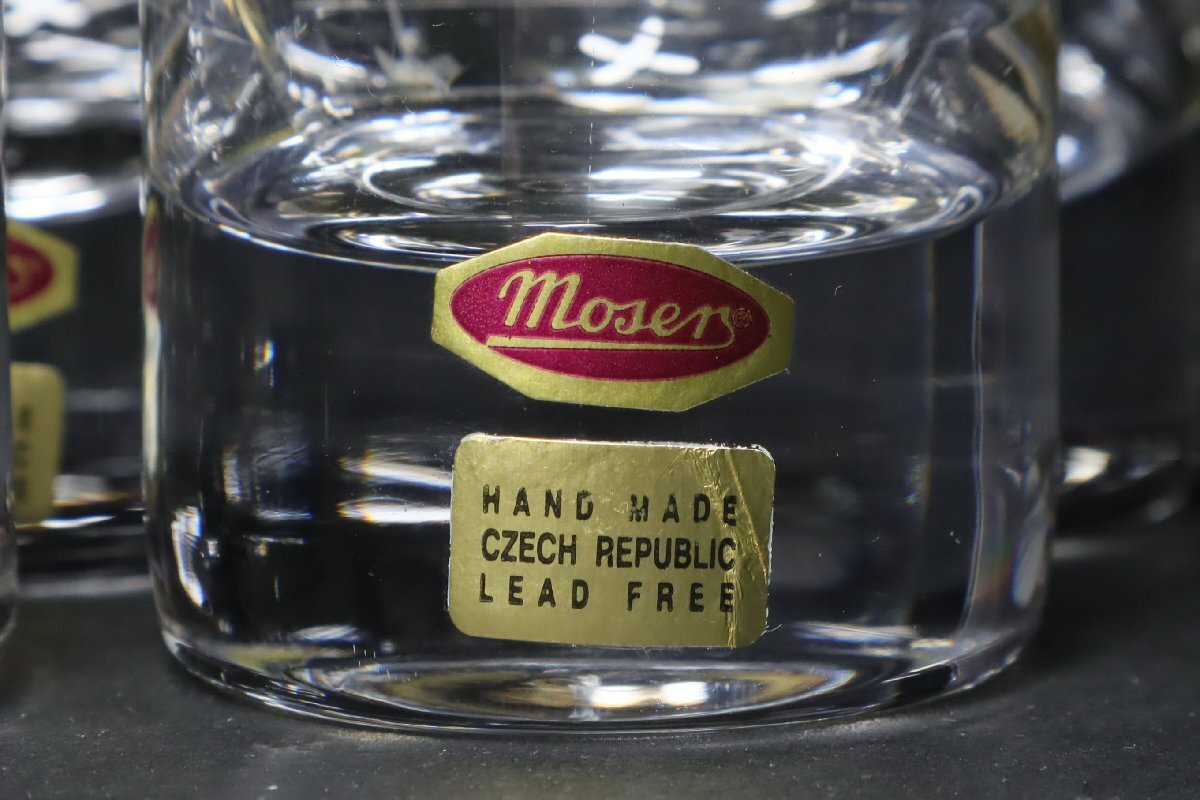 Moser
HAND MADE
CZECH REPUBLIC
LEAD FREE